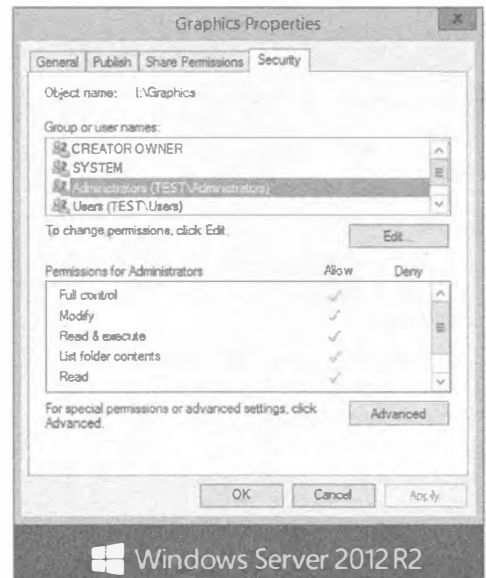 Graphics Properties
x
General Publish Share Permissions Security
Object name: I:\Graphics
Group or user names:
CREATOR OWNER
SYSTEM
Administrators (TEST\Administrators)
Users (TEST\Users)
To change permissions, click Edit.
Edit...
Permissions for Administrators Allow Deny
Full control
Modify
Read & execute
List folder contents
Read
For special permissions or advanced settings, click
Advanced.
Advanced
OK Cancel Apply
Windows Server 2012 R2